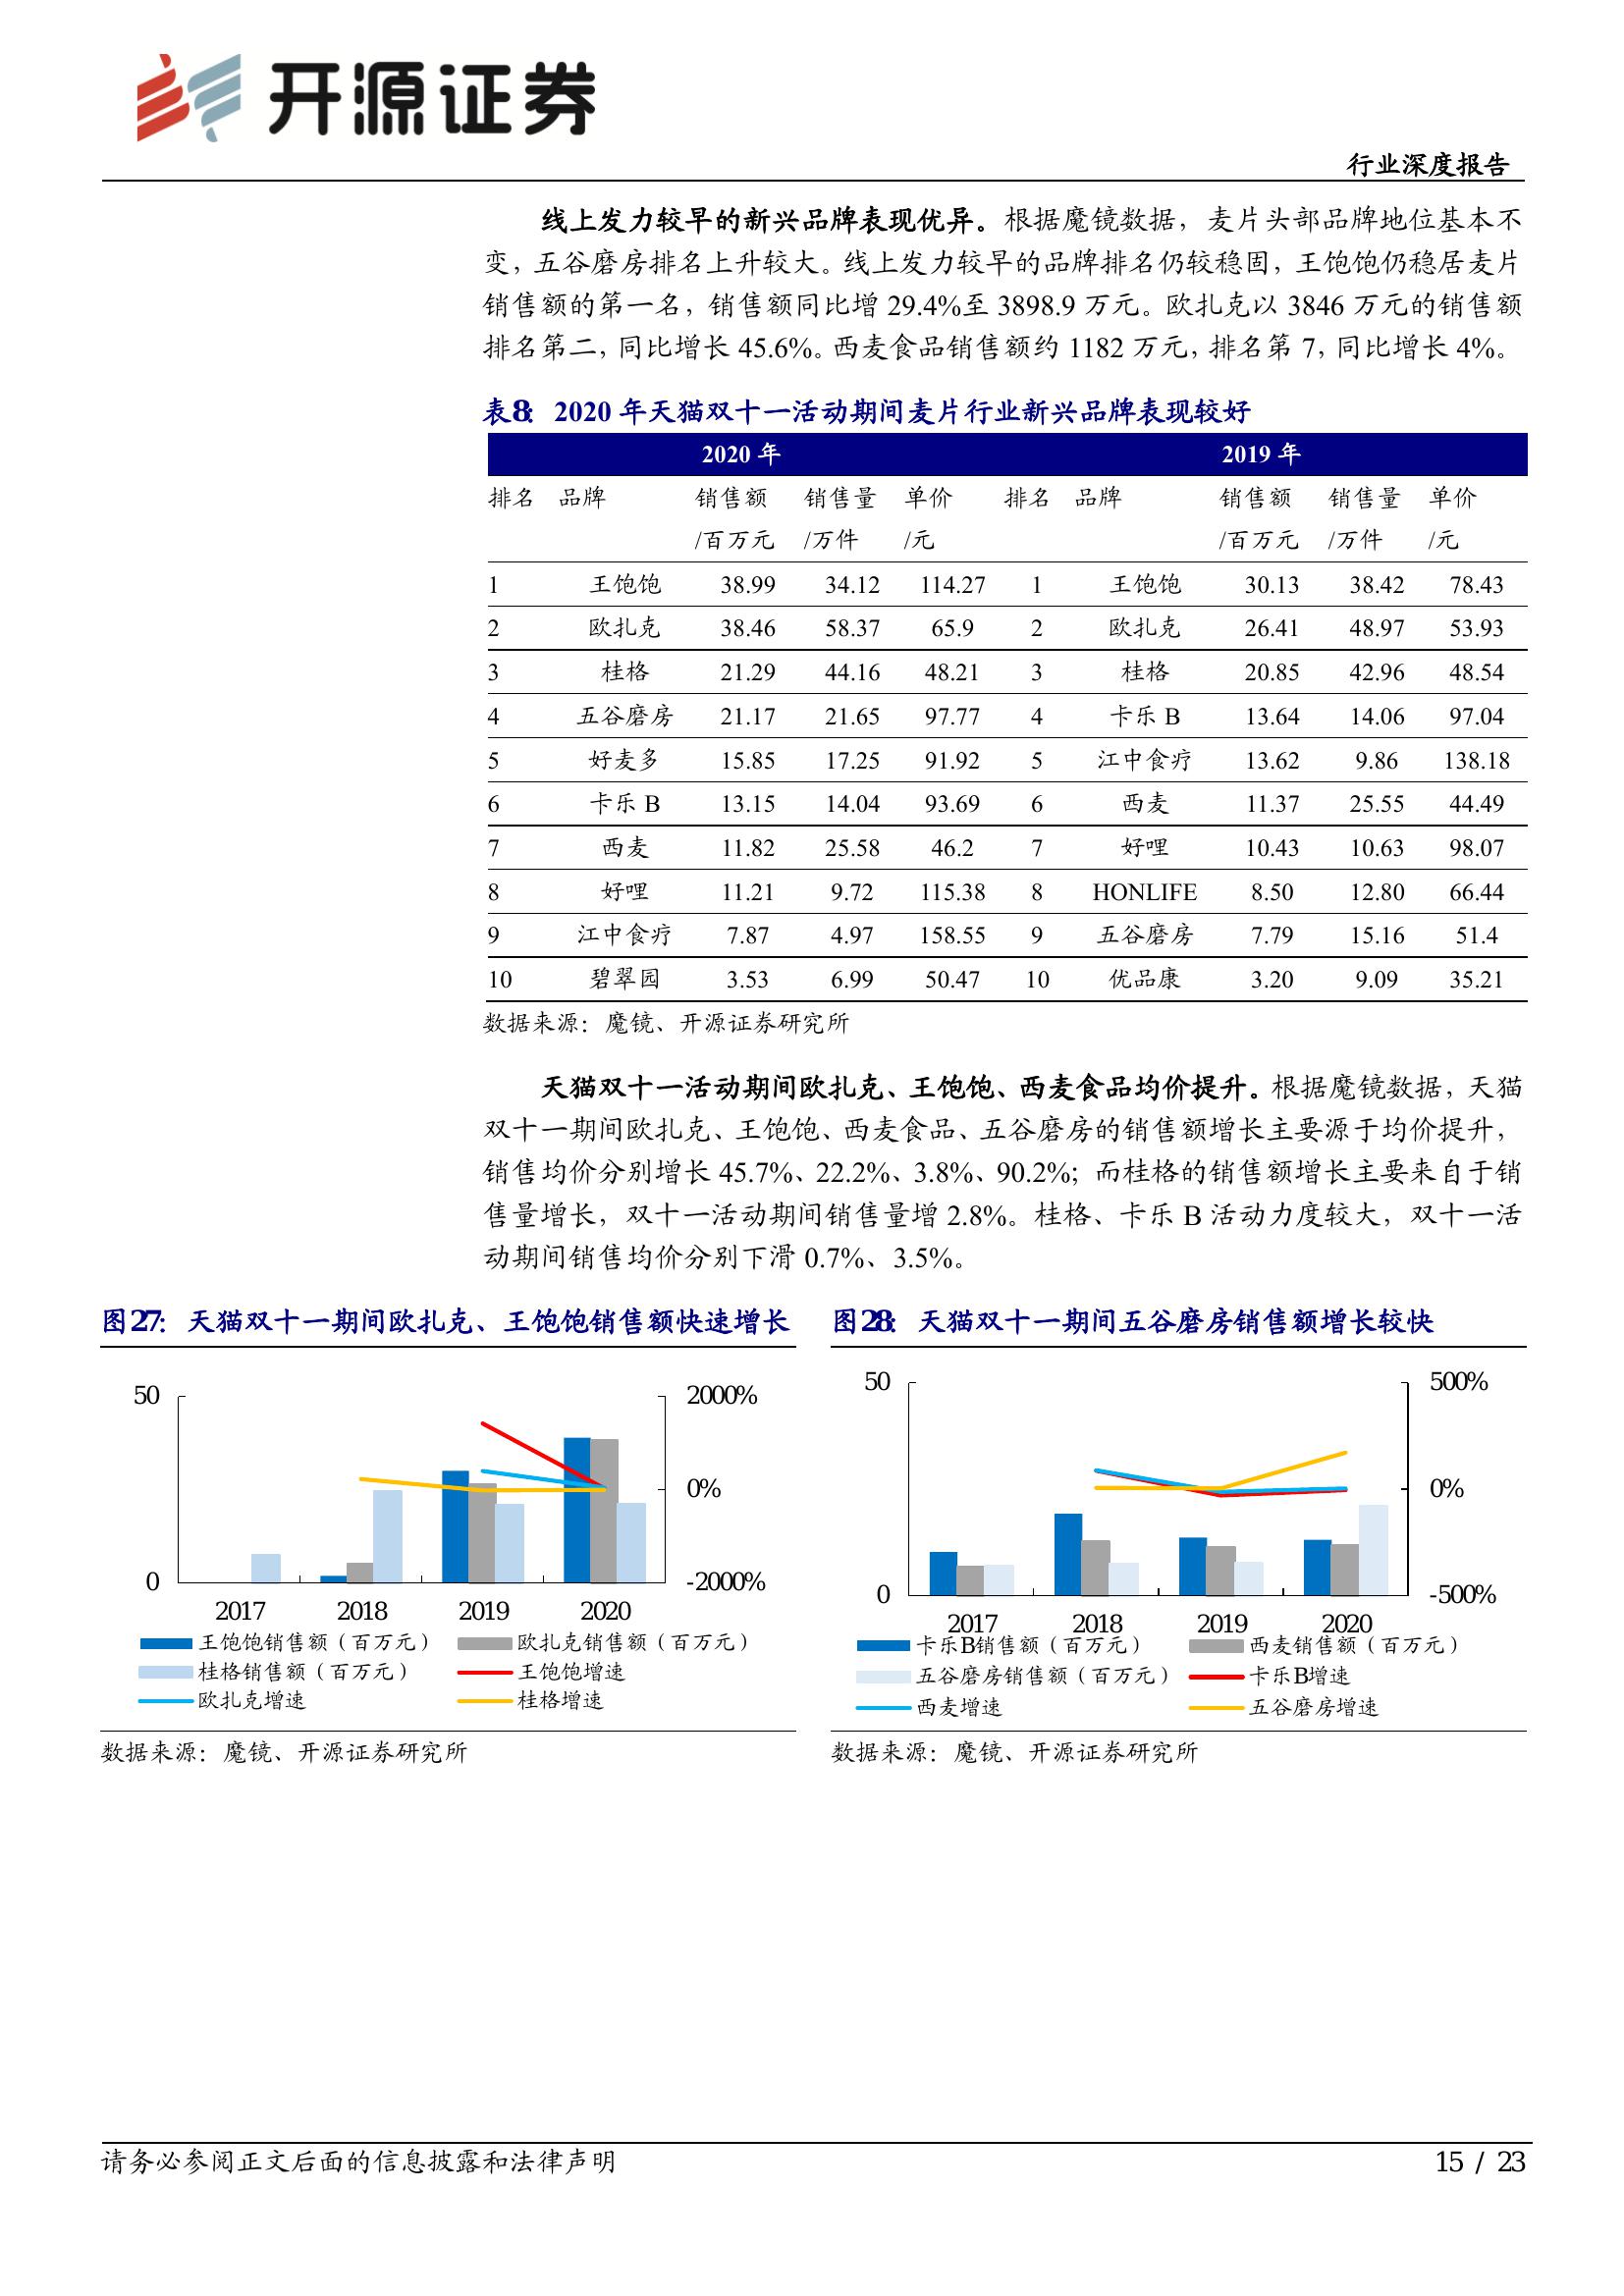 开源证券
行业深度报告
线上发力较早的新兴品牌表现优异。根据魔镜数据，麦片头部品牌地位基本不
变，五谷磨房排名上升较大。线上发力较早的品牌排名仍较稳固，王饱饱仍稳居麦片
销售额的第一名，销售额同比增 29.4%至 3898.9 万元。欧扎克以 3846 万元的销售额
排名第二，同比增长 45.6%。西麦食品销售额约 1182 万元，排名第 7，同比增长 4%。
表8： 2020 年天猫双十一活动期间麦片行业新兴品牌表现较好
2020 年 2019 年
排名 品牌 销售额 销售量 单价 排名 品牌 销售额 销售量 单价
/百万元 /万件 /元 /百万元 /万件 /元
1 王饱饱 38.99 34.12 114.27 1 王饱饱 30.13 38.42 78.43
2 欧扎克 38.46 58.37 65.9 2 欧扎克 26.41 48.97 53.93
3 桂格 21.29 44.16 48.21 3 桂格 20.85 42.96 48.54
4 五谷磨房 21.17 21.65 97.77 4 卡乐 B 13.64 14.06 97.04
5 好麦多 15.85 17.25 91.92 5 江中食疗 13.62 9.86 138.18
6 卡乐 B 13.15 14.04 93.69 6 西麦 11.37 25.55 44.49
7 西麦 11.82 25.58 46.2 7 好哩 10.43 10.63 98.07
8 好哩 11.21 9.72 115.38 8 HONLIFE 8.50 12.80 66.44
9 江中食疗 7.87 4.97 158.55 9 五谷磨房 7.79 15.16 51.4
10 碧翠园 3.53 6.99 50.47 10 优品康 3.20 9.09 35.21
数据来源：魔镜、开源证券研究所
天猫双十一活动期间欧扎克、王饱饱、西麦食品均价提升。根据魔镜数据，天猫
双十一期间欧扎克、王饱饱、西麦食品、五谷磨房的销售额增长主要源于均价提升，
销售均价分别增长 45.7%、22.2%、3.8%、90.2%；而桂格的销售额增长主要来自于销
售量增长，双十一活动期间销售量增 2.8%。桂格、卡乐 B 活动力度较大，双十一活
动期间销售均价分别下滑 0.7%、3.5%。
图27： 天猫双十一期间欧扎克、王饱饱销售额快速增长
50 2000%
0%
0 -2000%
2017 2018 2019 2020
王饱饱销售额（百万元） 欧扎克销售额（百万元）
桂格销售额（百万元） 王饱饱增速
欧扎克增速 桂格增速
数据来源：魔镜、开源证券研究所
图28： 天猫双十一期间五谷磨房销售额增长较快
50 500%
0%
0 -500%
2017 2018 2019 2020
卡乐B销售额（百万元） 西麦销售额（百万元）
五谷磨房销售额（百万元） 卡乐B增速
西麦增速 五谷磨房增速
数据来源：魔镜、开源证券研究所
请务必参阅正文后面的信息披露和法律声明 15 / 23